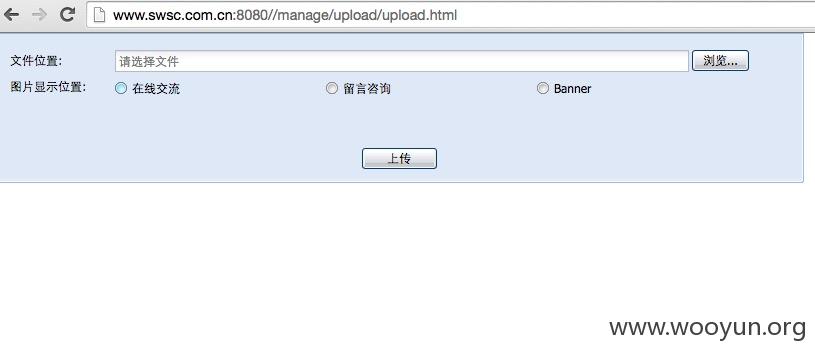 www.swsc.com.cn:8080//manage/upload/upload.html
文件位置: 请选择文件 浏览...
图片显示位置: 在线交流 留言咨询 Banner
上传
www.wooyun.org